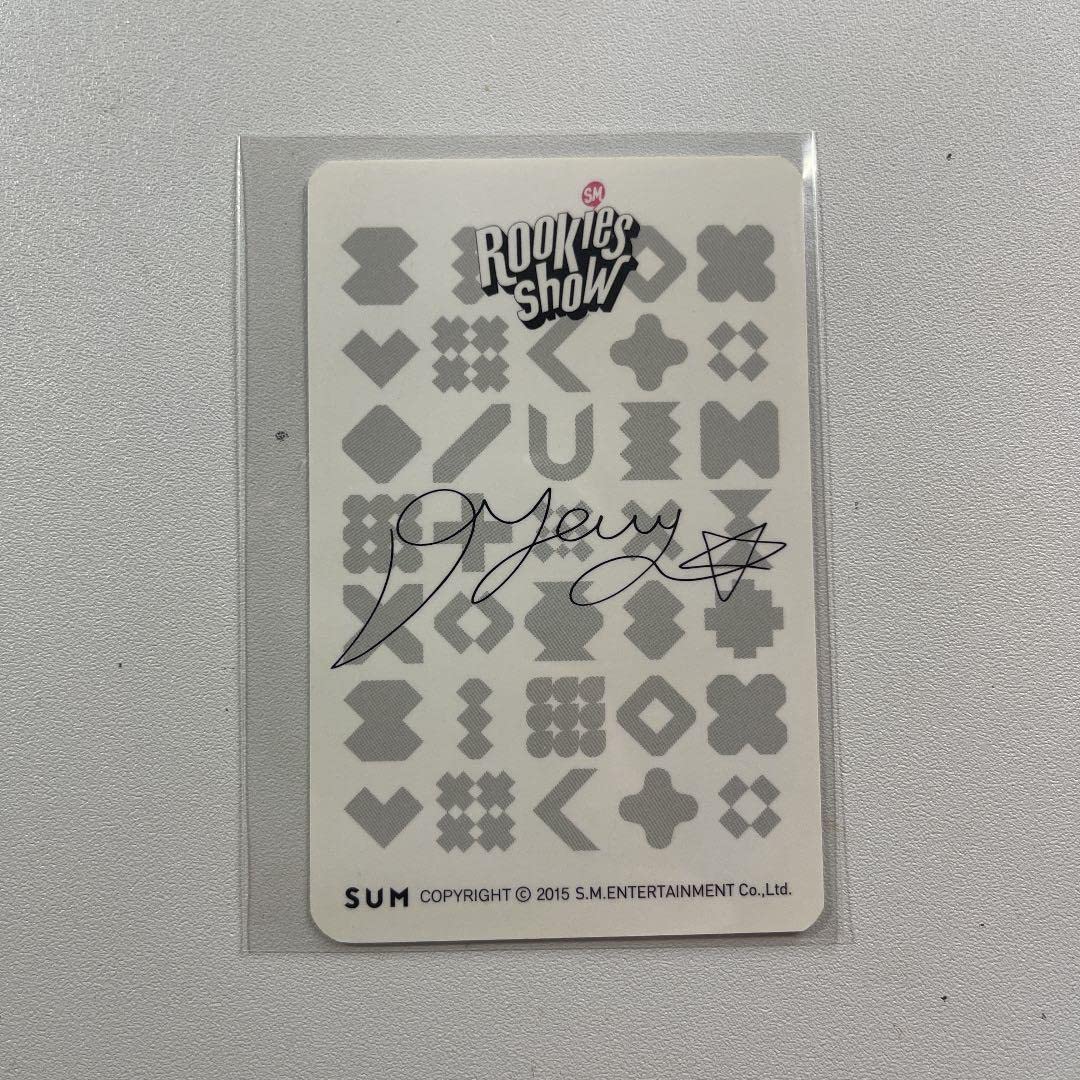 SM
ROOKIES
SHOW
SUM COPYRIGHT © 2015 S.M.ENTERTAINMENT Co.,Ltd.